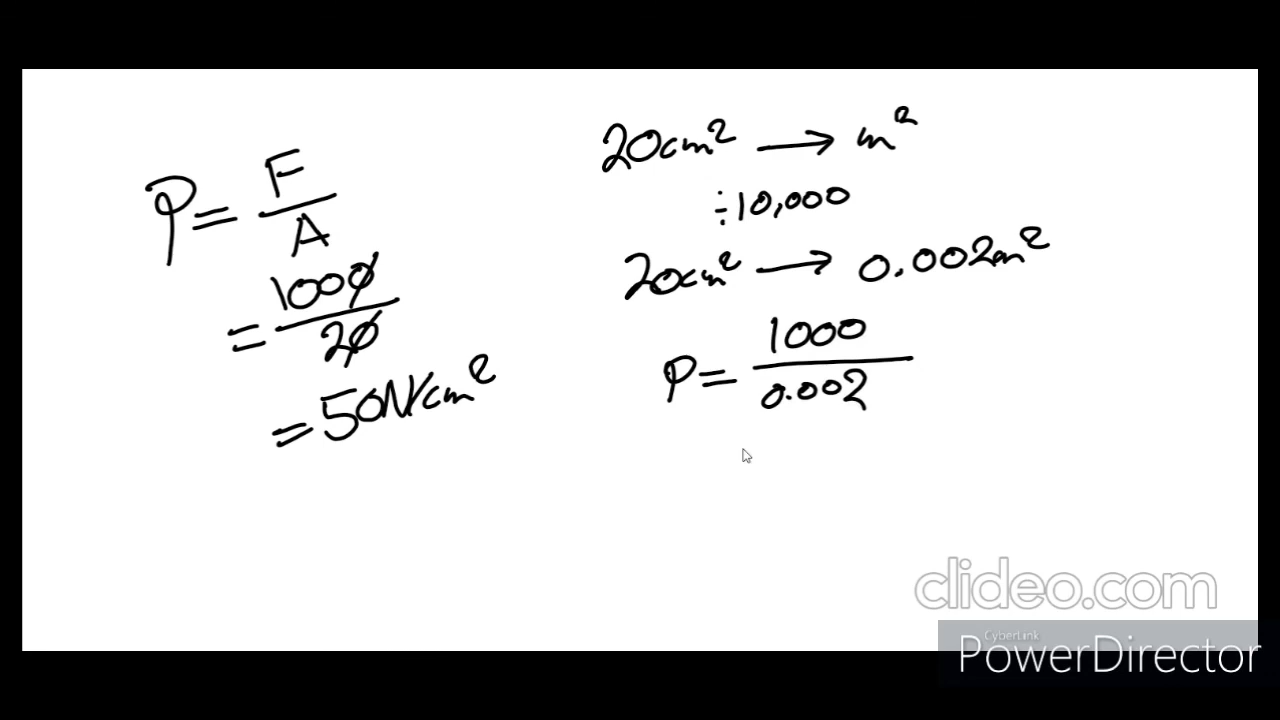 P = F/A
= 1000/20
= 50N/cm²
20cm² → m²
÷10,000
20cm² → 0.002m²
P = 1000/0.002
clideo.com
CyberLink
PowerDirector